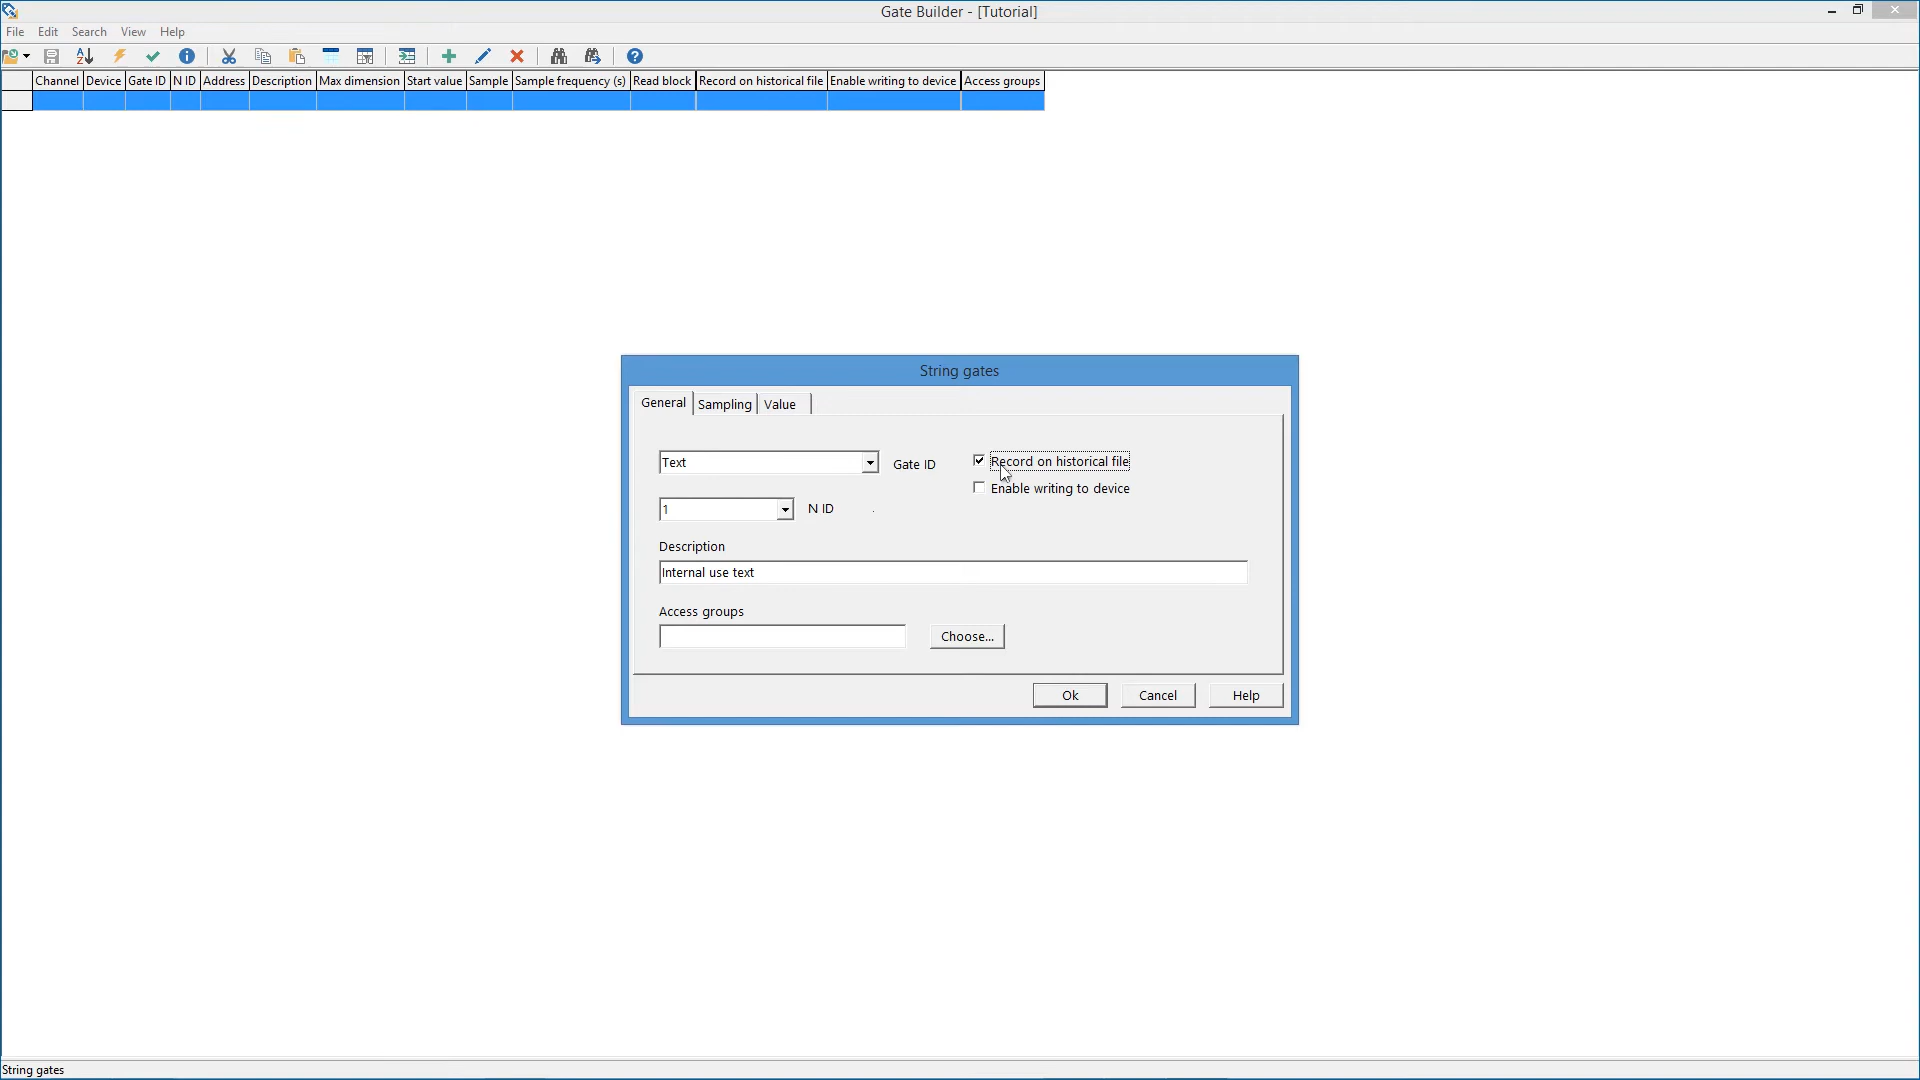 Gate Builder - [Tutorial]
File Edit Search View Help
Channel Device Gate ID N ID Address Description Max dimension Start value Sample Sample frequency (s) Read block Record on historical file Enable writing to device Access groups
String gates
General Sampling Value
Text Gate ID Record on historical file
Enable writing to device
1 N ID
Description
Internal use text
Access groups
Choose...
Ok Cancel Help
String gates